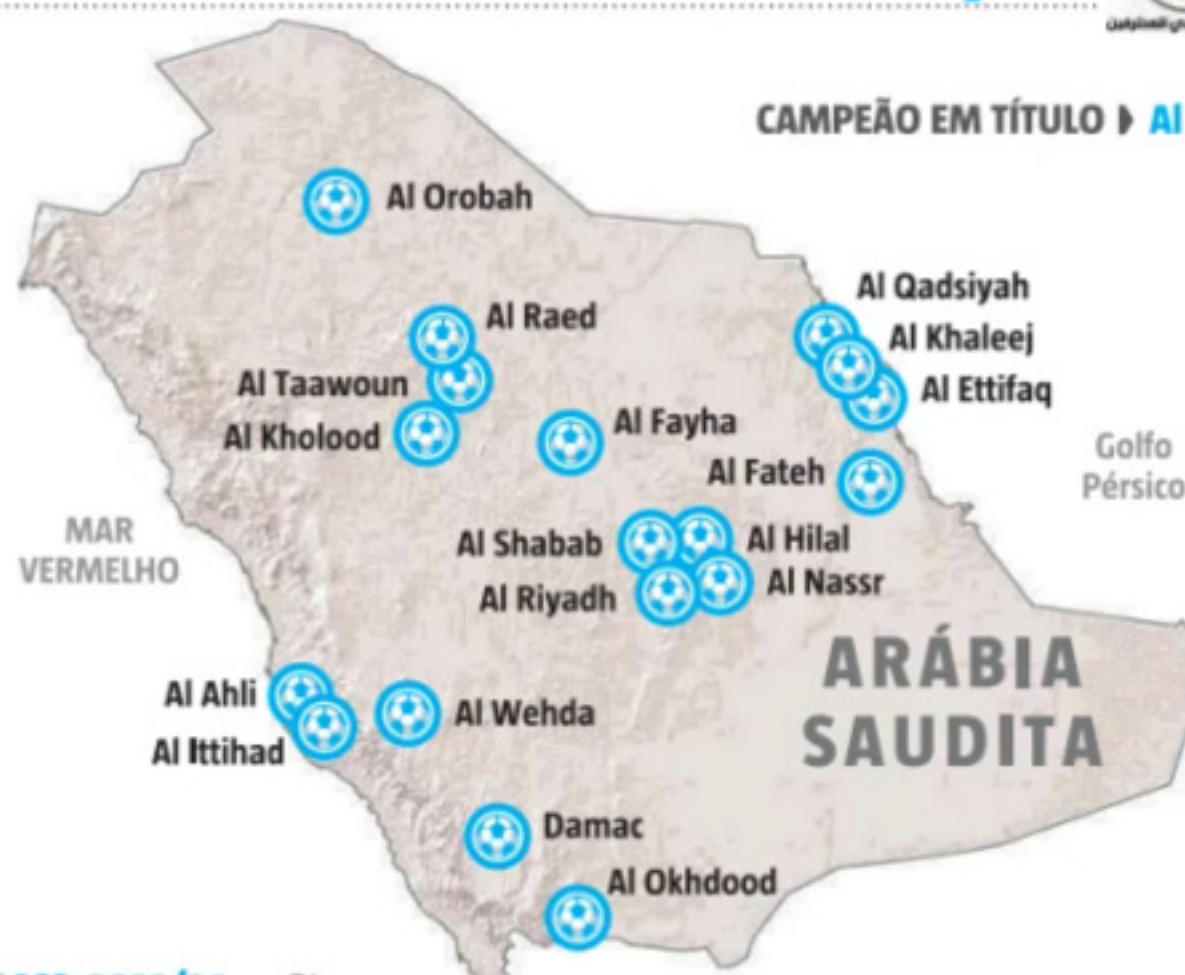 CAMPEÃO EM TÍTULO Al
Al Orobah
Al Qadsiyah
Al Raed
Al Khaleej
Al Taawoun
Al Ettifaq
Al Kholood
Al Fayha
Golfo
Pérsico
Al Fateh
MAR
VERMELHO
Al Shabab
Al Hilal
Al Riyadh
Al Nassr
ARÁBIA
SAUDITA
Al Ahli
Al Wehda
Al Ittihad
Damac
Al Okhdood